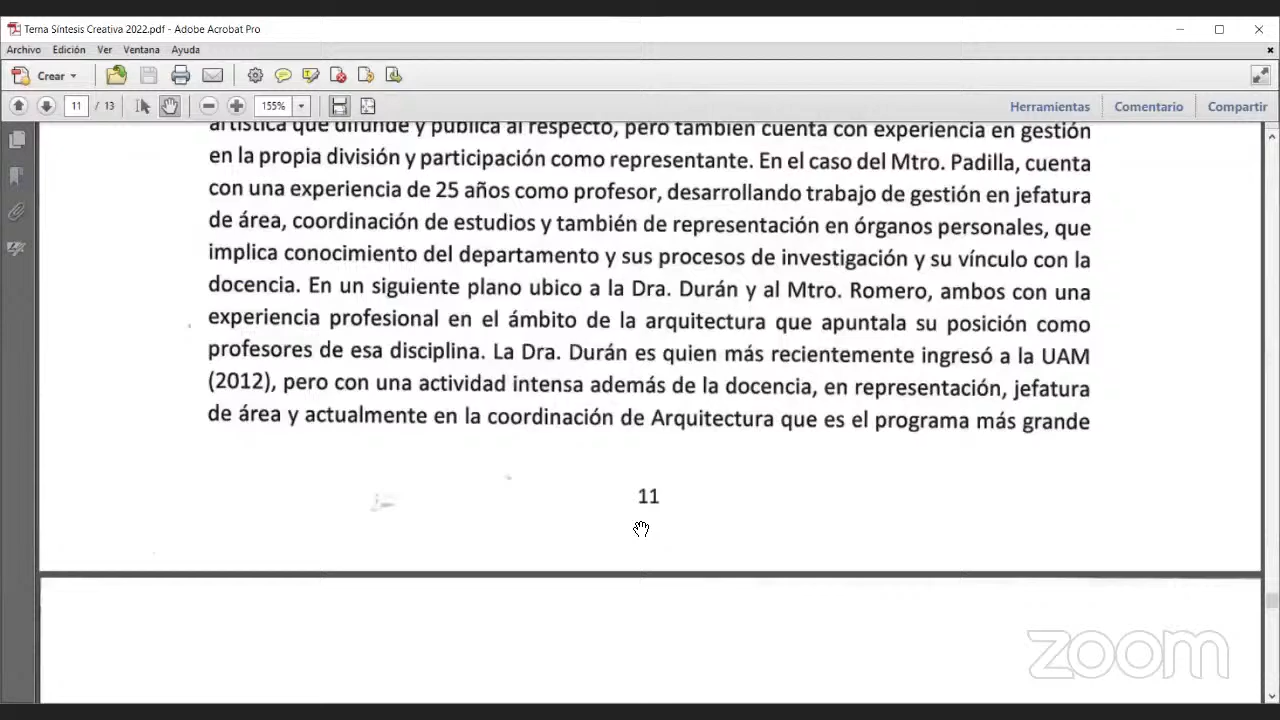 Tema Síntesis Creativa 2022.pdf - Adobe Acrobat Pro
Archivo Edición Ver Ventana Ayuda
Crear
11 / 13 155% Herramientas Comentario Compartir
artística que difunde y publica al respecto, pero también cuenta con experiencia en gestión
en la propia división y participación como representante. En el caso del Mtro. Padilla, cuenta
con una experiencia de 25 años como profesor, desarrollando trabajo de gestión en jefatura
de área, coordinación de estudios y también de representación en órganos personales, que
implica conocimiento del departamento y sus procesos de investigación y su vínculo con la
docencia. En un siguiente plano ubico a la Dra. Durán y al Mtro. Romero, ambos con una
experiencia profesional en el ámbito de la arquitectura que apuntala su posición como
profesores de esa disciplina. La Dra. Durán es quien más recientemente ingresó a la UAM
(2012), pero con una actividad intensa además de la docencia, en representación, jefatura
de área y actualmente en la coordinación de Arquitectura que es el programa más grande
11
zoom